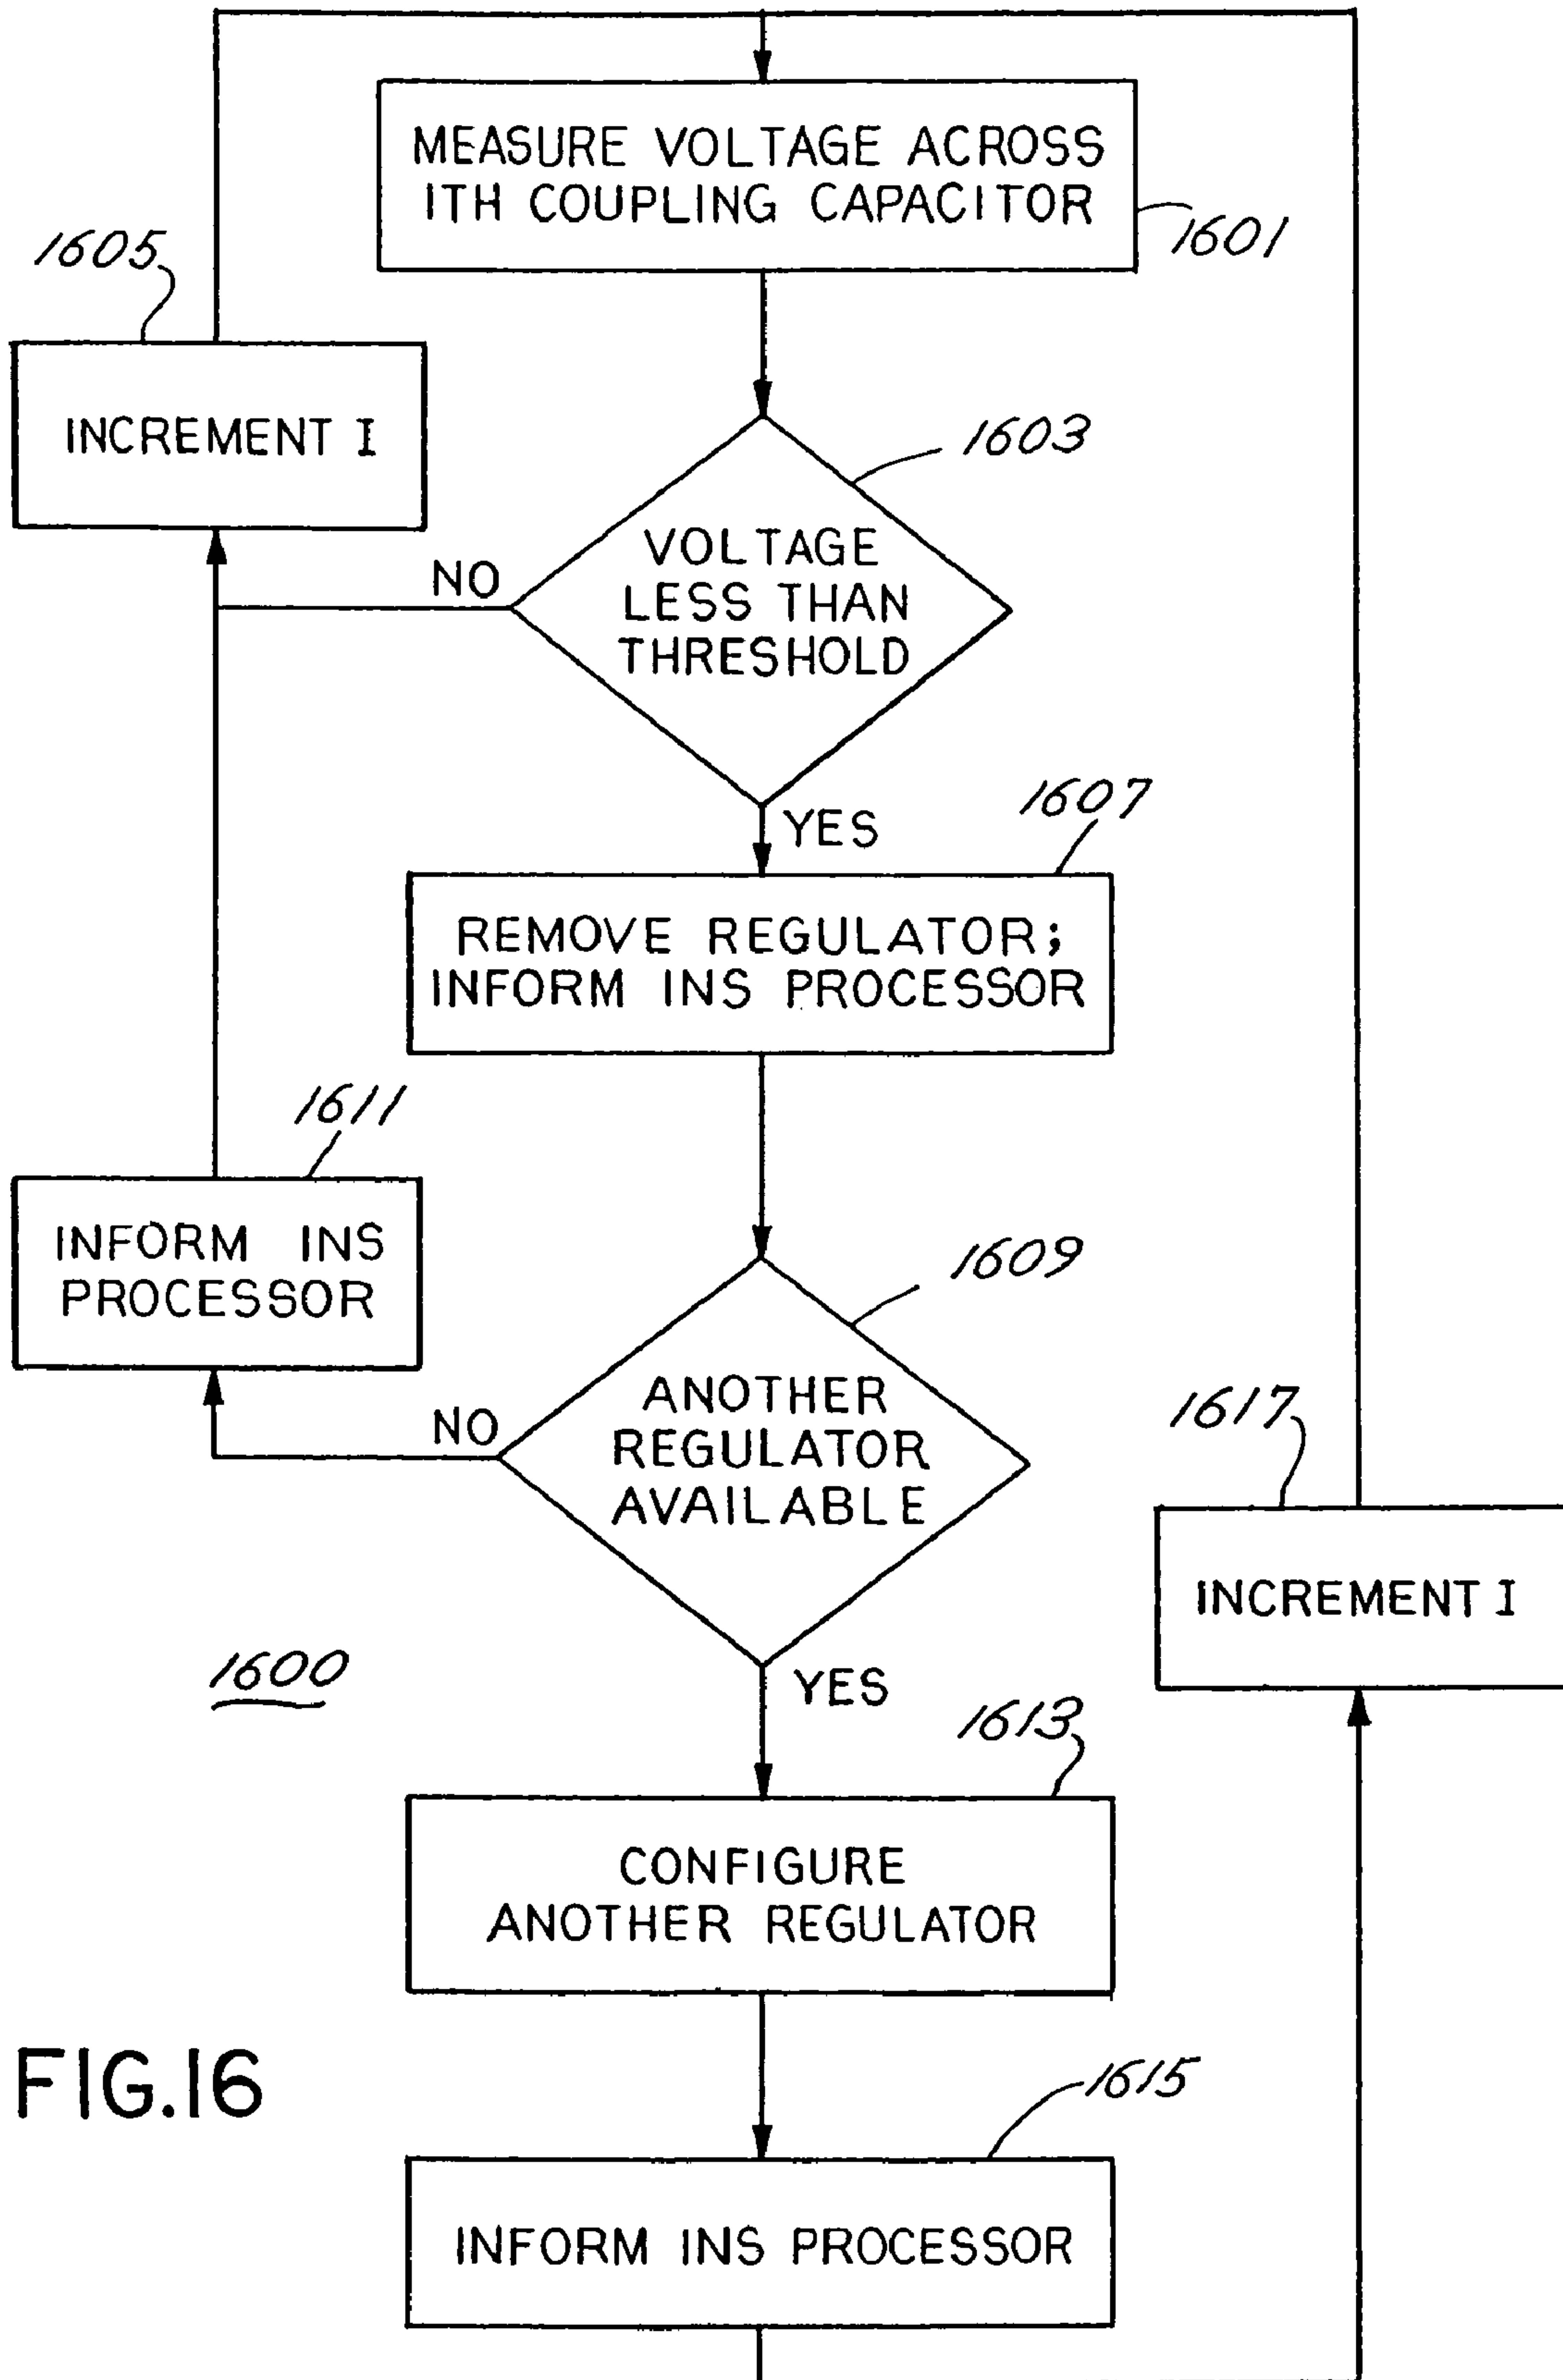 MEASURE VOLTAGE ACROSS
ITH COUPLING CAPACITOR
1601
1605
INCREMENT I
1603
VOLTAGE
LESS THAN
THRESHOLD
NO
YES
1607
REMOVE REGULATOR;
INFORM INS PROCESSOR
1611
INFORM INS
PROCESSOR
1609
ANOTHER
REGULATOR
AVAILABLE
NO
YES
1617
INCREMENT I
1600
1613
CONFIGURE
ANOTHER REGULATOR
FIG.16
1615
INFORM INS PROCESSOR